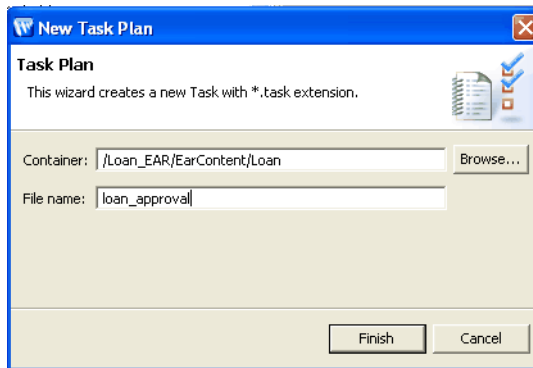 New Task Plan
Task Plan
This wizard creates a new Task with *.task extension.
Container: /Loan_EAR/EarContent/Loan Browse...
File name: loan_approval
Finish Cancel